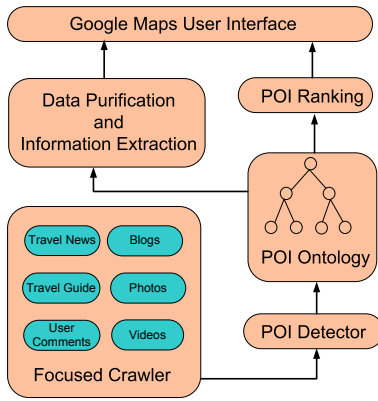 Google Maps User Interface
Data Purification
and
Information Extraction
POI Ranking
POI Ontology
Travel News
Blogs
Travel Guide
Photos
User
Comments
Videos
Focused Crawler
POI Detector